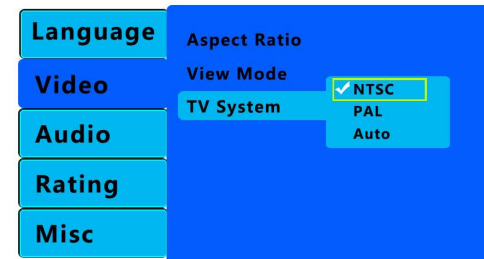 Language
Video
Audio
Rating
Misc
Aspect Ratio
View Mode
TV System
NTSC
PAL
Auto